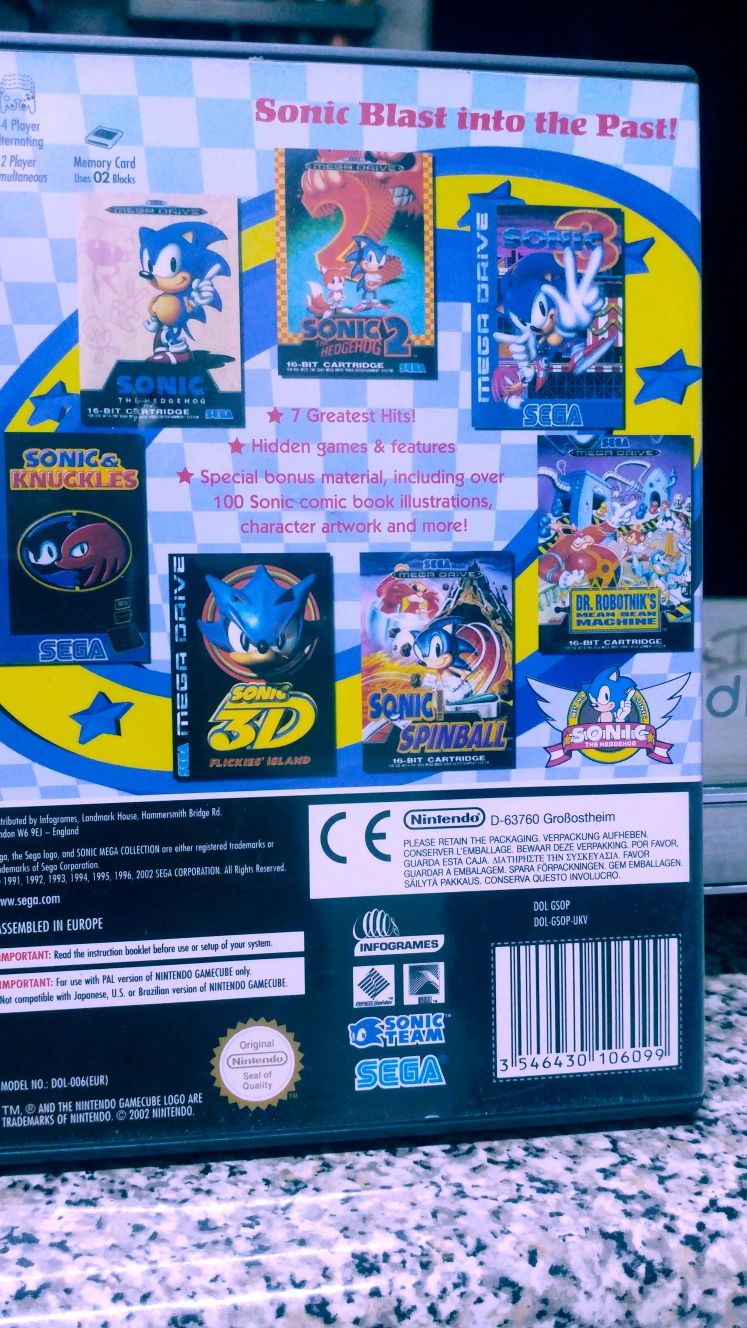 Sonic Blast into the Past!
4 Player
lternating
2 Player
multaneous
Memory Card
Uses 02 Blocks
MEGA DRIVE
SONIC
THE HEDGEHOG
16-BIT CARTRIDGE
SEGA
MEGA DRIVE
2
SONIC
THE
HEDGEHOG 2
16-BIT CARTRIDGE
SEGA
MEGA DRIVE
SONIC 3
SEGA
★ 7 Greatest Hits!
★ Hidden games & features
★ Special bonus material, including over
100 Sonic comic book illustrations,
character artwork and more!
SONIC &
KNUCKLES
SEGA
SEGA MEGA DRIVE
SONIC
3D
FLICKIES' ISLAND
SEGA
MEGA DRIVE
SONIC
SPINBALL
16-BIT CARTRIDGE
SEGA
MEGA DRIVE
DR. ROBOTNIK'S
MEAN BEAN
MACHINE
16-BIT CARTRIDGE
SONIC
THE HEDGEHOG
tributed by Infogrames, Landmark House, Hammersmith Bridge Rd.
ndon W6 9EJ – England
ga, the Sega logo, and SONIC MEGA COLLECTION are either registered trademarks or
demarks of Sega Corporation.
1991, 1992, 1993, 1994, 1995, 1996, 2002 SEGA CORPORATION. All Rights Reserved.
ww.sega.com
ASSEMBLED IN EUROPE
IMPORTANT: Read the instruction booklet before use or setup of your system.
IMPORTANT: For use with PAL version of NINTENDO GAMECUBE only.
Not compatible with Japanese, U.S. or Brazilian version of NINTENDO GAMECUBE.
CE
Nintendo D-63760 Großostheim
PLEASE RETAIN THE PACKAGING. VERPACKUNG AUFHEBEN.
CONSERVER L'EMBALLAGE. BEWAAR DEZE VERPAKKING. POR FAVOR,
GUARDA ESTA CAJA. ΔΙΑΤΗΡΗΣΤΕ ΤΗΝ ΣΥΣΚΕΥΑΣΙΑ. FAVOR
GUARDAR A EMBALAGEM. SPARA FÖRPACKNINGEN. GEM EMBALLAGEN.
SÄILYTÄ PAKKAUS. CONSERVA QUESTO INVOLUCRO.
DOL GSOP
DOL-GSOP-UKV
INFOGRAMES
SONIC
TEAM™
SEGA
3 546430 106099
Original
Nintendo
Seal of
Quality
TM
MODEL NO.: DOL-006(EUR)
TM, ® AND THE NINTENDO GAMECUBE LOGO ARE
TRADEMARKS OF NINTENDO. © 2002 NINTENDO.
d